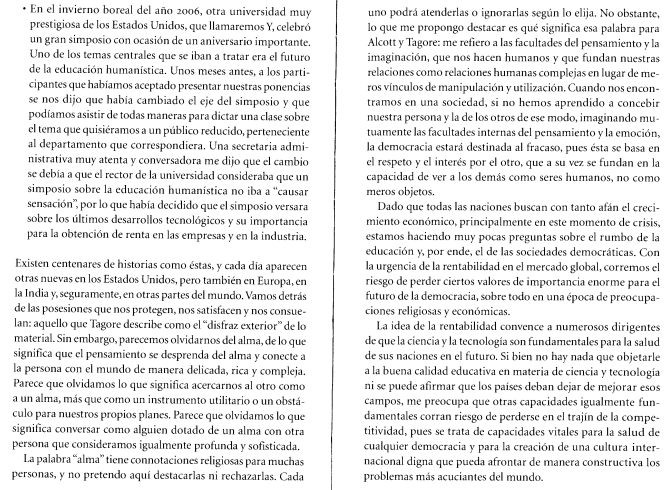 • En el invierno boreal del año 2006, otra universidad muy
prestigiosa de los Estados Unidos, que llamaremos Y, celebró
un gran simposio con ocasión de un aniversario importante.
Uno de los temas centrales que se iban a tratar era el futuro
de la educación humanística. Unos meses antes, a los parti-
cipantes que habíamos aceptado presentar nuestras ponencias
se nos dijo que había cambiado el eje del simposio y que
podíamos asistir de todas maneras para dictar una clase sobre
el tema que quisiéramos a un público reducido, perteneciente
al departamento que correspondiera. Una secretaria admi-
nistrativa muy atenta y conversadora me dijo que el cambio
se debía a que el rector de la universidad consideraba que un
simposio sobre la educación humanística no iba a "causar
sensación", por lo que había decidido que el simposio versara
sobre los últimos desarrollos tecnológicos y su importancia
para la obtención de renta en las empresas y en la industria.
Existen centenares de historias como éstas, y cada día aparecen
otras nuevas en los Estados Unidos, pero también en Europa, en
la India y, seguramente, en otras partes del mundo. Vamos detrás
de las posesiones que nos protegen, nos satisfacen y nos consue-
lan: aquello que Tagore describe como el "disfraz exterior" de lo
material. Sin embargo, parecemos olvidarnos del alma, de lo que
significa que el pensamiento se desprenda del alma y conecte a
la persona con el mundo de manera delicada, rica y compleja.
Parece que olvidamos lo que significa acercarnos al otro como
a un alma, más que como un instrumento utilitario o un obstá-
culo para nuestros propios planes. Parece que olvidamos lo que
significa conversar como alguien dotado de un alma con otra
persona que consideramos igualmente profunda y sofisticada.
La palabra "alma" tiene connotaciones religiosas para muchas
personas, y no pretendo aquí destacarlas ni rechazarlas. Cada
uno podrá atenderlas o ignorarlas según lo elija. No obstante,
lo que me propongo destacar es qué significa esa palabra para
Alcott y Tagore: me refiero a las facultades del pensamiento y la
imaginación, que nos hacen humanos y que fundan nuestras
relaciones como relaciones humanas complejas en lugar de me-
ros vínculos de manipulación y utilización. Cuando nos encon-
tramos en una sociedad, si no hemos aprendido a concebir
nuestra persona y la de los otros de ese modo, imaginando mu-
tuamente las facultades internas del pensamiento y la emoción,
la democracia estará destinada al fracaso, pues ésta se basa en
el respeto y el interés por el otro, que a su vez se fundan en la
capacidad de ver a los demás como seres humanos, no como
meros objetos.
Dado que todas las naciones buscan con tanto afán el creci-
miento económico, principalmente en este momento de crisis,
estamos haciendo muy pocas preguntas sobre el rumbo de la
educación y, por ende, el de las sociedades democráticas. Con
la urgencia de la rentabilidad en el mercado global, corremos el
riesgo de perder ciertos valores de importancia enorme para el
futuro de la democracia, sobre todo en una época de preocupa-
ciones religiosas y económicas.
La idea de la rentabilidad convence a numerosos dirigentes
de que la ciencia y la tecnología son fundamentales para la salud
de sus naciones en el futuro. Si bien no hay nada que objetarle
a la buena calidad educativa en materia de ciencia y tecnología
ni se puede afirmar que los países deban dejar de mejorar esos
campos, me preocupa que otras capacidades igualmente fun-
damentales corran riesgo de perderse en el trajín de la compe-
titividad, pues se trata de capacidades vitales para la salud de
cualquier democracia y para la creación de una cultura inter-
nacional digna que pueda afrontar de manera constructiva los
problemas más acuciantes del mundo.